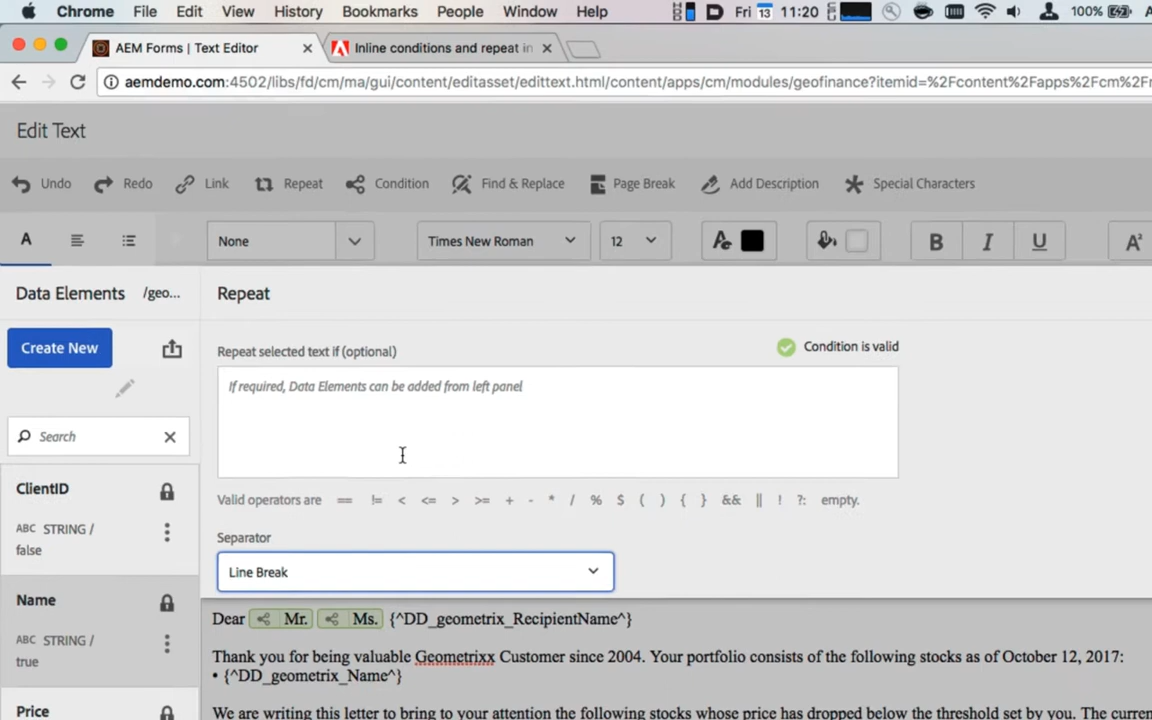 Chrome File Edit View History Bookmarks People Window Help Fri 13 11:20 100%
AEM Forms | Text Editor Inline conditions and repeat in
aemdemo.com:4502/libs/fd/cm/ma/gui/content/editasset/edittext.html/content/apps/cm/modules/geofinance?itemid=%2Fcontent%2Fapps%2Fcm%2Fr
Edit Text
Undo Redo Link Repeat Condition Find & Replace Page Break Add Description Special Characters
A None Times New Roman 12 B I U
Data Elements /geo... Repeat
Create New
Repeat selected text if (optional) Condition is valid
If required, Data Elements can be added from left panel
Search
ClientID
ABC STRING /
false
Valid operators are == != < <= > >= + - * / % $ ( ) { } && || ! ?: empty.
Separator
Line Break
Name
ABC STRING /
true
Price
Dear Mr. Ms. {^DD_geometrix_RecipientName^}
Thank you for being valuable Geometrixx Customer since 2004. Your portfolio consists of the following stocks as of October 12, 2017:
• {^DD_geometrix_Name^}
We are writing this letter to bring to your attention the following stocks whose price has dropped below the threshold set by you. The curren